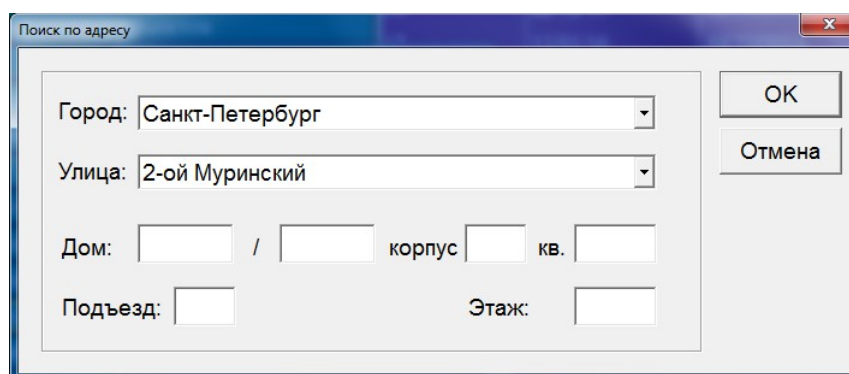 Поиск по адресу
OK
Город: Санкт-Петербург
Отмена
Улица: 2-ой Муринский
Дом: / корпус кв.
Подъезд: Этаж: